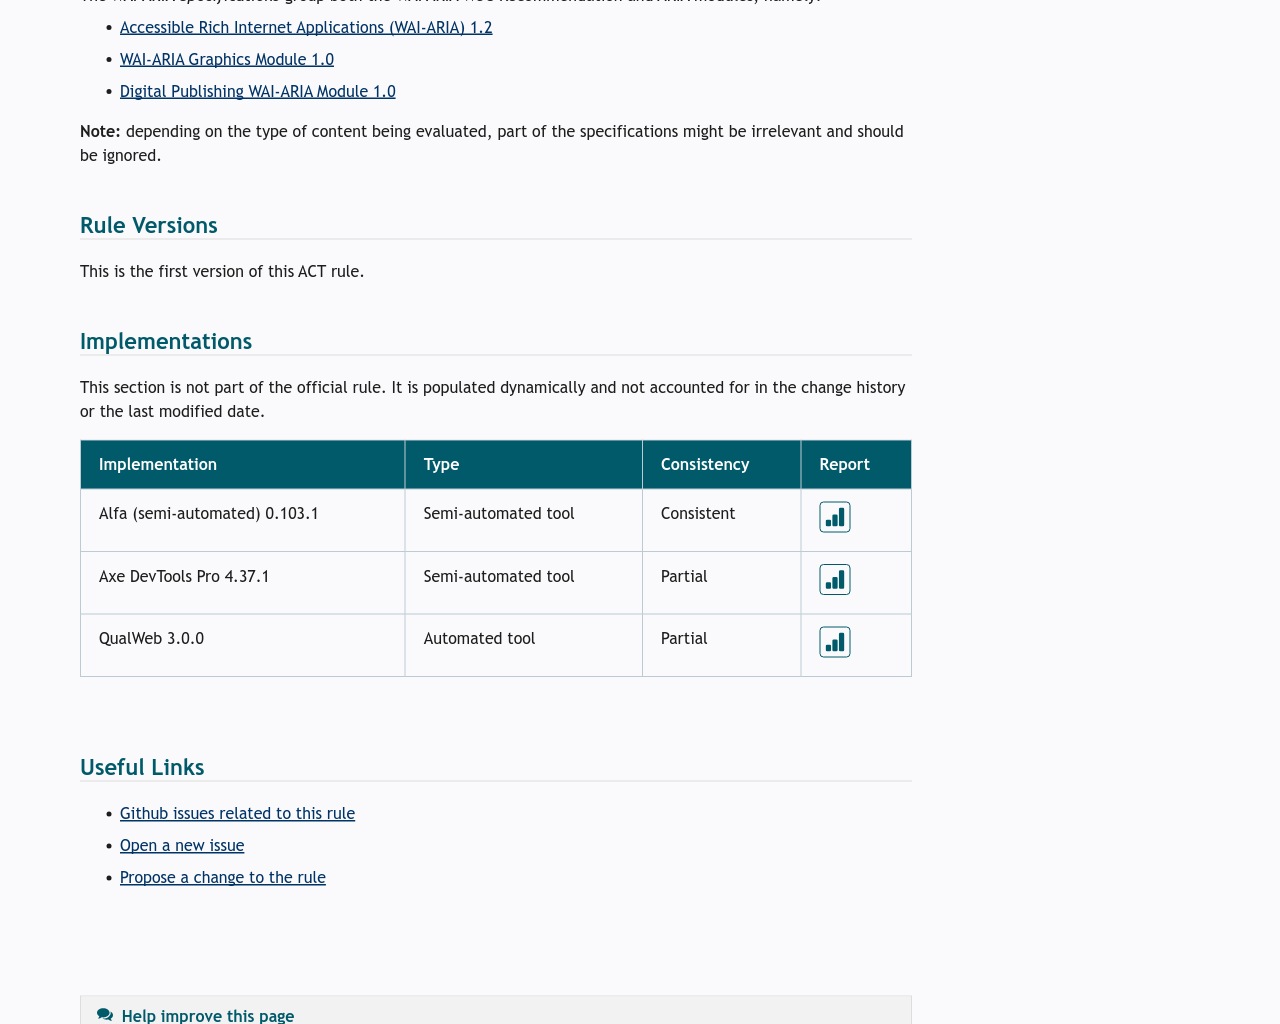 Accessible Rich Internet Applications (WAI-ARIA) 1.2
WAI-ARIA Graphics Module 1.0
Digital Publishing WAI-ARIA Module 1.0
Note: depending on the type of content being evaluated, part of the specifications might be irrelevant and should
be ignored.
Rule Versions
This is the first version of this ACT rule.
Implementations
This section is not part of the official rule. It is populated dynamically and not accounted for in the change history
or the last modified date.
Implementation Type Consistency Report
Alfa (semi-automated) 0.103.1 Semi-automated tool Consistent
Axe DevTools Pro 4.37.1 Semi-automated tool Partial
QualWeb 3.0.0 Automated tool Partial
Useful Links
Github issues related to this rule
Open a new issue
Propose a change to the rule
Help improve this page